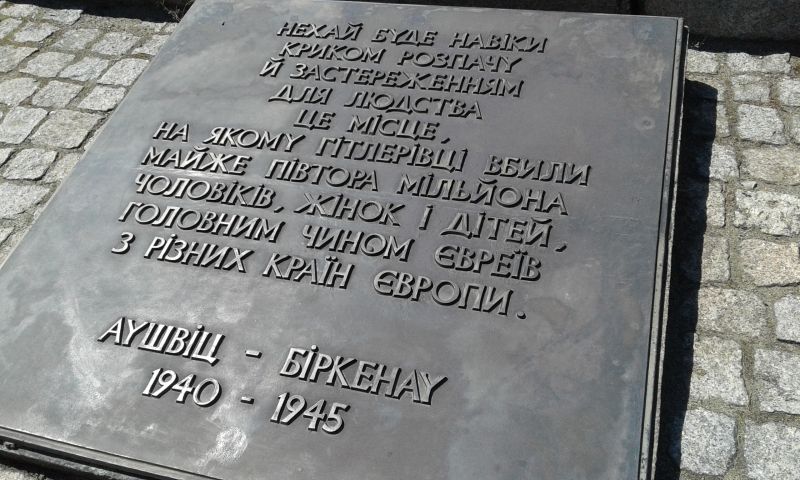 НЕХАЙ БУДЕ НАВІКИ
КРИКОМ РОЗПАЧУ
Й ЗАСТЕРЕЖЕННЯМ
ДЛЯ ЛЮДСТВА
ЦЕ МІСЦЕ,
НА ЯКОМУ ГІТЛЕРІВЦІ ВБИЛИ
МАЙЖЕ ПІВТОРА МІЛЬЙОНА
ЧОЛОВІКІВ, ЖІНОК І ДІТЕЙ,
ГОЛОВНИМ ЧИНОМ ЄВРЕЇВ
З РІЗНИХ КРАЇН ЄВРОПИ.
АУШВІЦ - БІРКЕНАУ
1940 - 1945